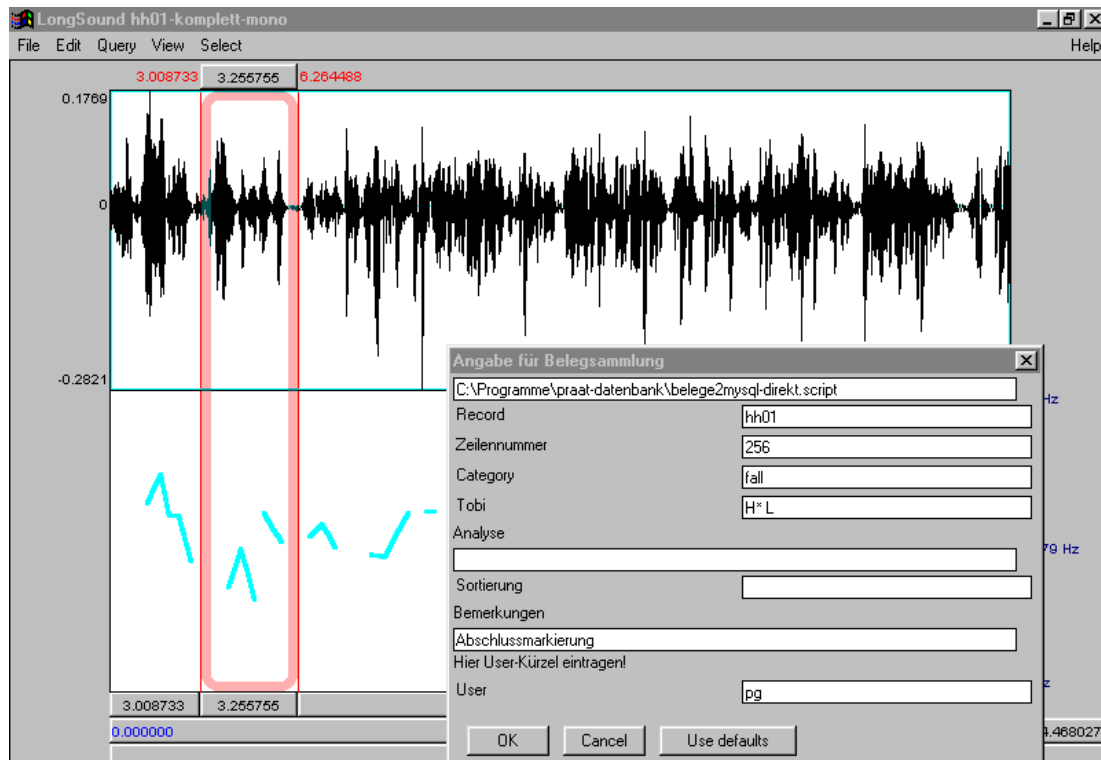 LongSound hh01-komplett-mono
File Edit Query View Select Help
3.008733 3.255755 6.264488
0.1769
0
-0.2821
Angabe für Belegsammlung
C:\Programme\praat-datenbank\belege2mysql-direkt.script
Hz
Record hh01
Zeilennummer 256
Category fall
Tobi H* L
Analyse
79 Hz
Sortierung
Bemerkungen
Abschlussmarkierung
Hier User-Kürzel eintragen!
User pg
3.008733 3.255755
0.000000 4.468027
OK Cancel Use defaults